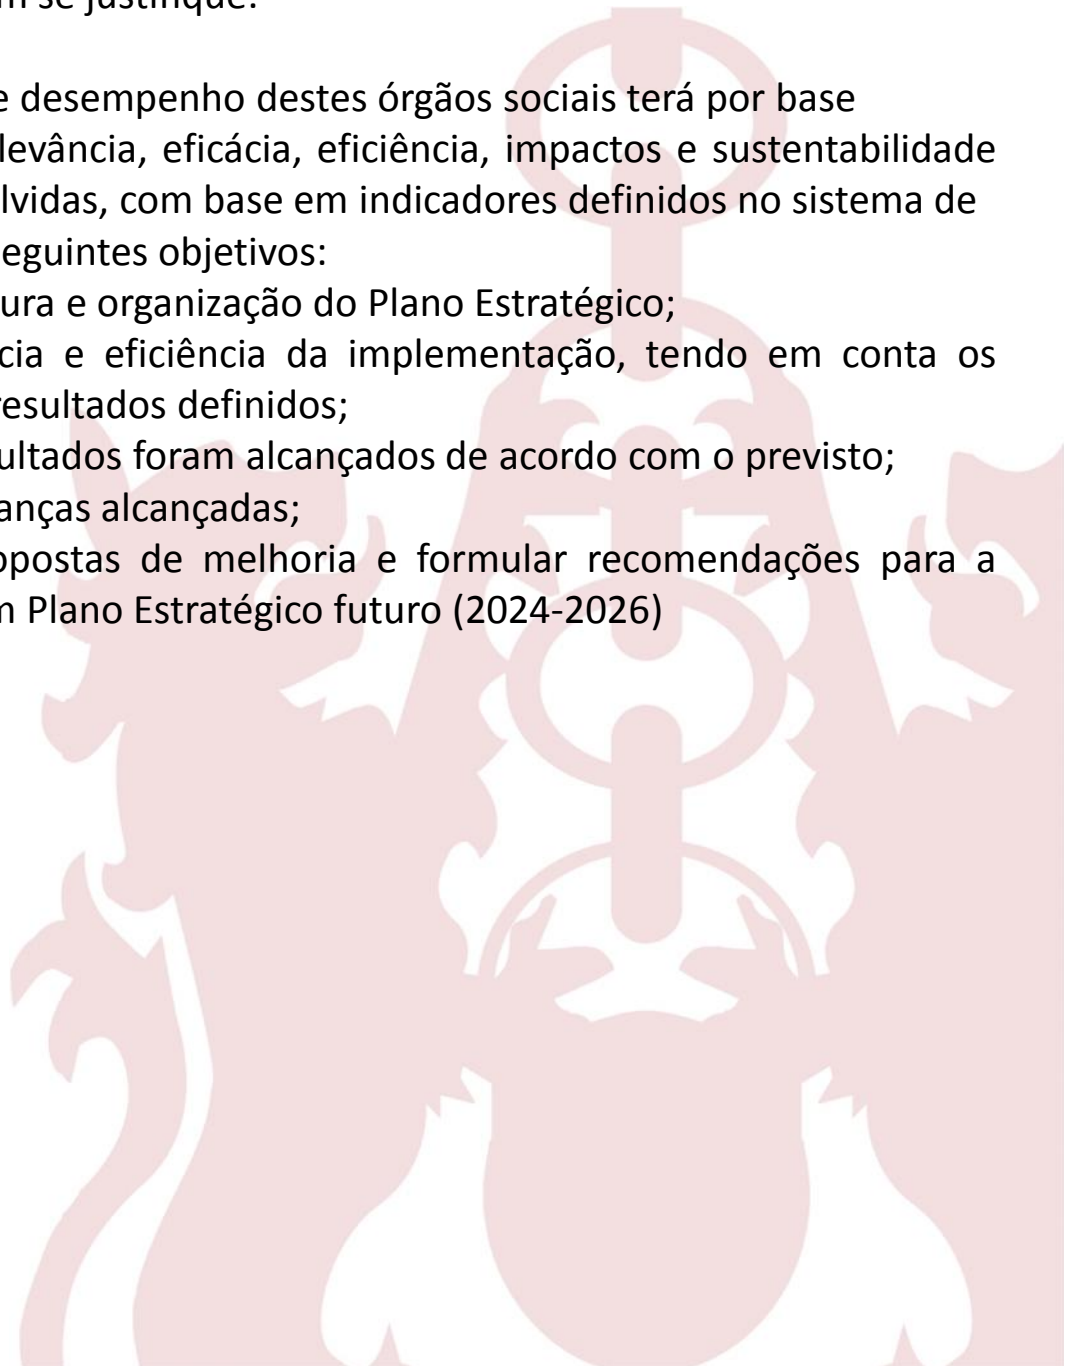 se justifique.
e desempenho destes órgãos sociais terá por base
levância, eficácia, eficiência, impactos e sustentabilidade
lvidas, com base em indicadores definidos no sistema de
eguintes objetivos:
ura e organização do Plano Estratégico;
cia e eficiência da implementação, tendo em conta os
resultados definidos;
ultados foram alcançados de acordo com o previsto;
anças alcançadas;
opostas de melhoria e formular recomendações para a
Plano Estratégico futuro (2024-2026)